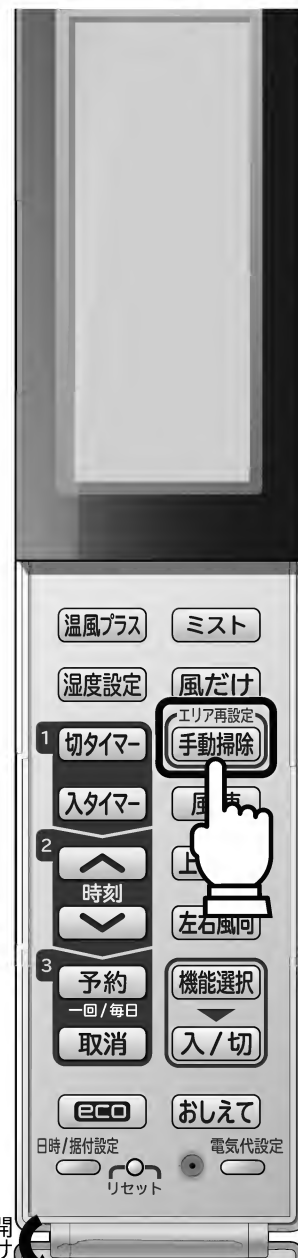 温風プラス ミスト
湿度設定 風だけ
エリア再設定
1 切タイマー 手動掃除
入タイマー 風
2
上
時刻
左右風向
3 予約 機能選択
一回/毎日
取消 入/切
eco おしえて
日時/据付設定 電気代設定
リセット
開
け